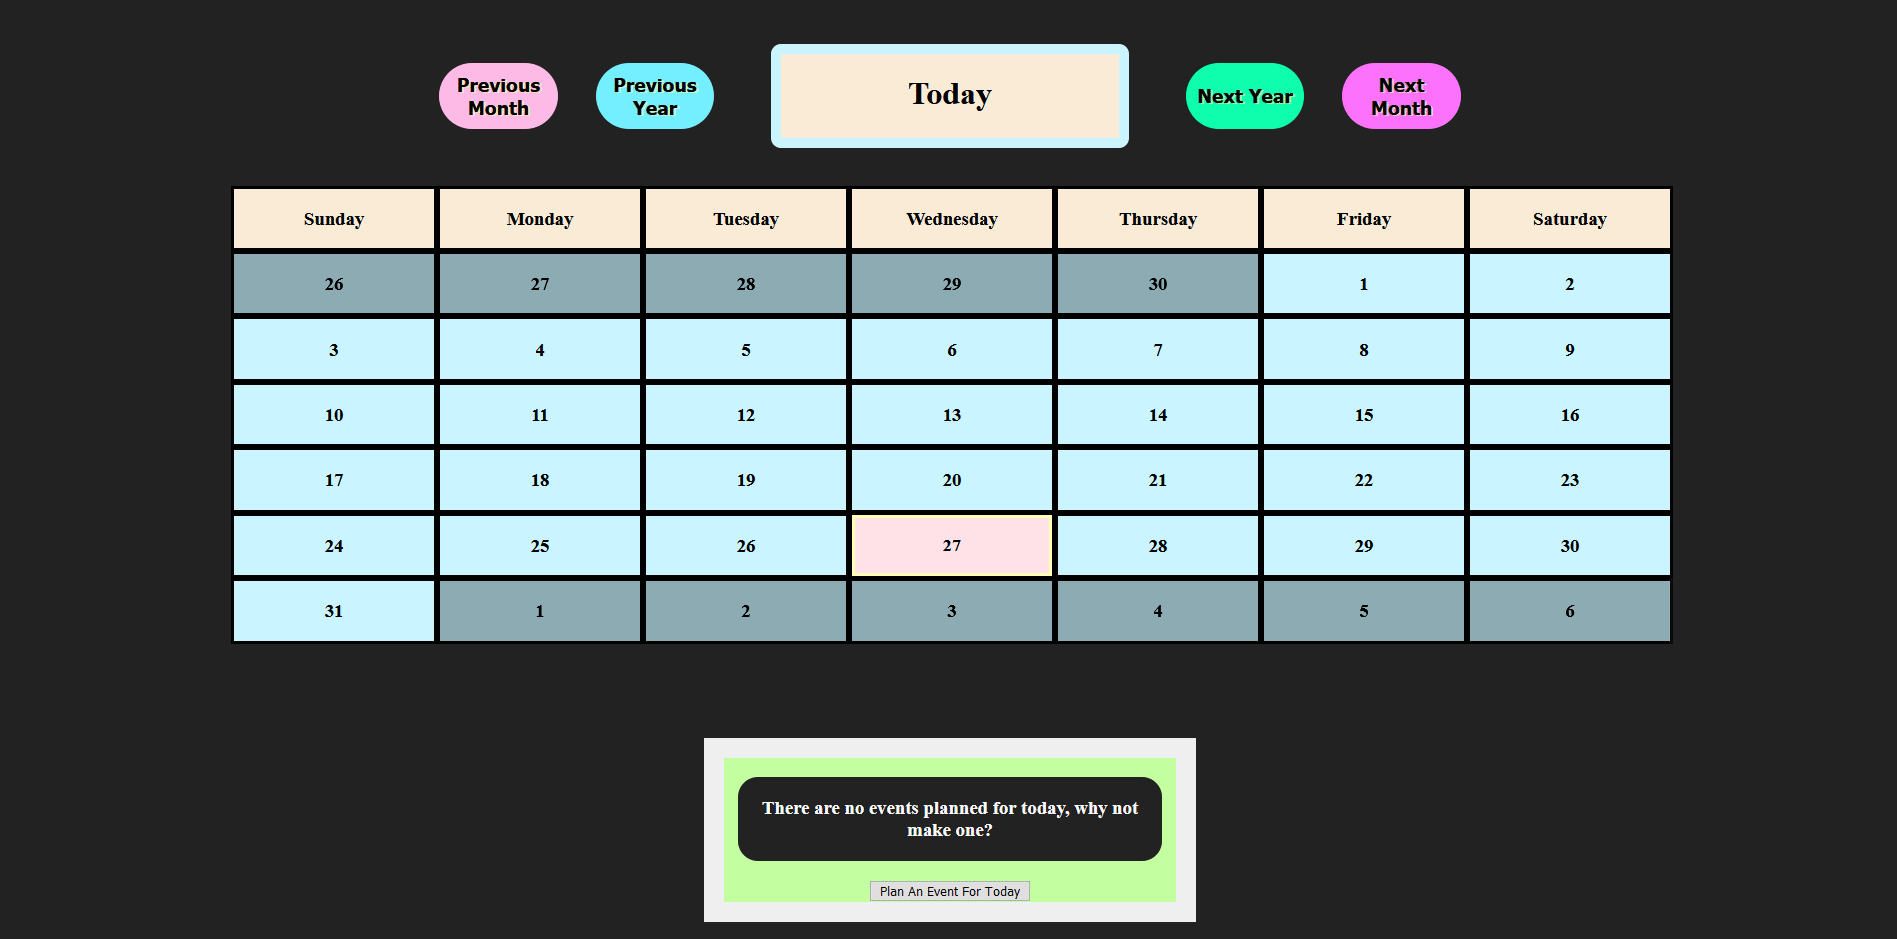 Previous
Month
Previous
Year
Today
Next Year
Next
Month
Sunday Monday Tuesday Wednesday Thursday Friday Saturday
26 27 28 29 30 1 2
3 4 5 6 7 8 9
10 11 12 13 14 15 16
17 18 19 20 21 22 23
24 25 26 27 28 29 30
31 1 2 3 4 5 6
There are no events planned for today, why not
make one?
Plan An Event For Today